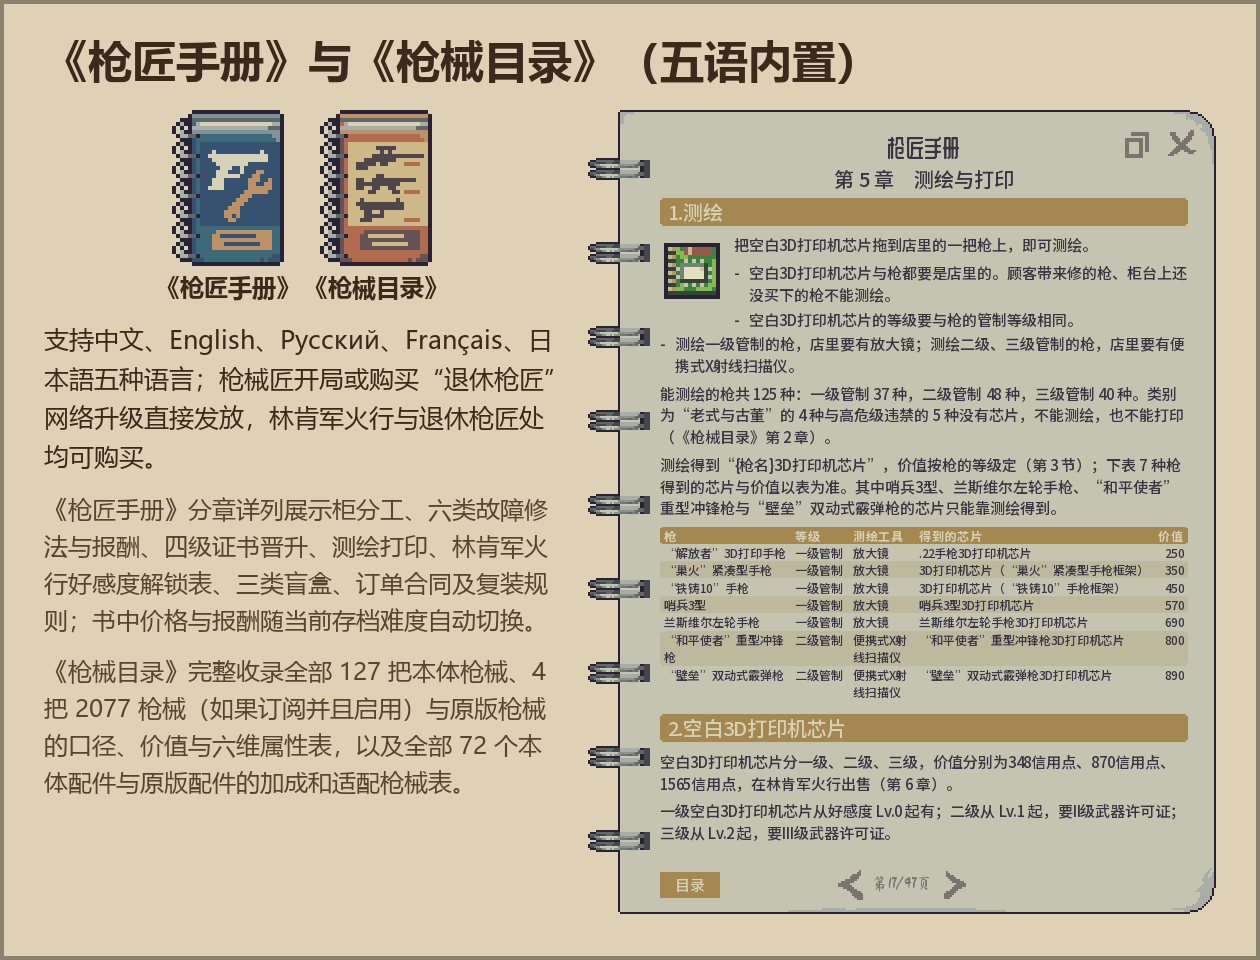 《枪匠手册》与《枪械目录》（五语内置）
《枪匠手册》 《枪械目录》
支持中文、English、Русский、Français、日
本語五种语言；枪械匠开局或购买“退休枪匠”
网络升级直接发放，林肯军火行与退休枪匠处
均可购买。
《枪匠手册》分章详列展示柜分工、六类故障修
法与报酬、四级证书晋升、测绘打印、林肯军火
行好感度解锁表、三类盲盒、订单合同及复装规
则；书中价格与报酬随当前存档难度自动切换。
《枪械目录》完整收录全部 127 把本体枪械、4
把 2077 枪械（如果订阅并且启用）与原版枪械
的口径、价值与六维属性表，以及全部 72 个本
体配件与原版配件的加成和适配枪械表。
枪匠手册
第 5 章　测绘与打印
1.测绘
把空白3D打印机芯片拖到店里的一把枪上，即可测绘。
- 空白3D打印机芯片与枪都要是店里的。顾客带来修的枪、柜台上还
没买下的枪不能测绘。
- 空白3D打印机芯片的等级要与枪的管制等级相同。
- 测绘一级管制的枪，店里要有放大镜；测绘二级、三级管制的枪，店里要有便
携式X射线扫描仪。
能测绘的枪共 125 种：一级管制 37 种，二级管制 48 种，三级管制 40 种。类别
为“老式与古董”的 4 种与高危级违禁的 5 种没有芯片，不能测绘，也不能打印
（《枪械目录》第 2 章）。
测绘得到“{枪名}3D打印机芯片”，价值按枪的等级定（第 3 节）；下表 7 种枪
得到的芯片与价值以表为准。其中哨兵3型、兰斯维尔左轮手枪、“和平使者”
重型冲锋枪与“壁垒”双动式霰弹枪的芯片只能靠测绘得到。
枪 等级 测绘工具 得到的芯片 价值
“解放者”3D打印手枪 一级管制 放大镜 .22手枪3D打印机芯片 250
“巢火”紧凑型手枪 一级管制 放大镜 3D打印机芯片（“巢火”紧凑型手枪框架） 350
“铁铸10”手枪 一级管制 放大镜 3D打印机芯片（“铁铸10”手枪框架） 450
哨兵3型 一级管制 放大镜 哨兵3型3D打印机芯片 570
兰斯维尔左轮手枪 一级管制 放大镜 兰斯维尔左轮手枪3D打印机芯片 690
“和平使者”重型冲锋 二级管制 便携式X射 “和平使者”重型冲锋枪3D打印机芯片 800
枪 线扫描仪
“壁垒”双动式霰弹枪 二级管制 便携式X射 “壁垒”双动式霰弹枪3D打印机芯片 890
线扫描仪
2.空白3D打印机芯片
空白3D打印机芯片分一级、二级、三级，价值分别为348信用点、870信用点、
1565信用点，在林肯军火行出售（第 6 章）。
一级空白3D打印机芯片从好感度 Lv.0 起有；二级从 Lv.1 起，要II级武器许可证；
三级从 Lv.2 起，要III级武器许可证。
目录 第17/47页